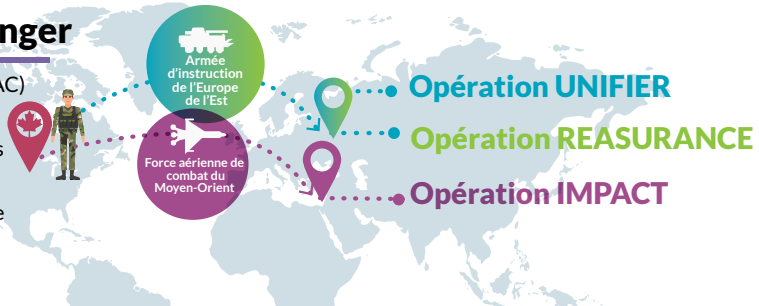 nger
AC)
s
e
Armée
d'instruction
de l'Europe
de l'Est
Force aérienne de
combat du
Moyen-Orient
Opération UNIFIER
Opération REASURANCE
Opération IMPACT